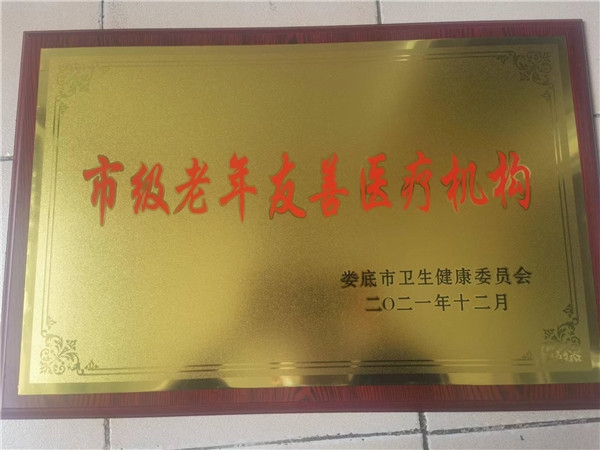 市级老年友善医疗机构
娄底市卫生健康委员会
二〇二一年十二月